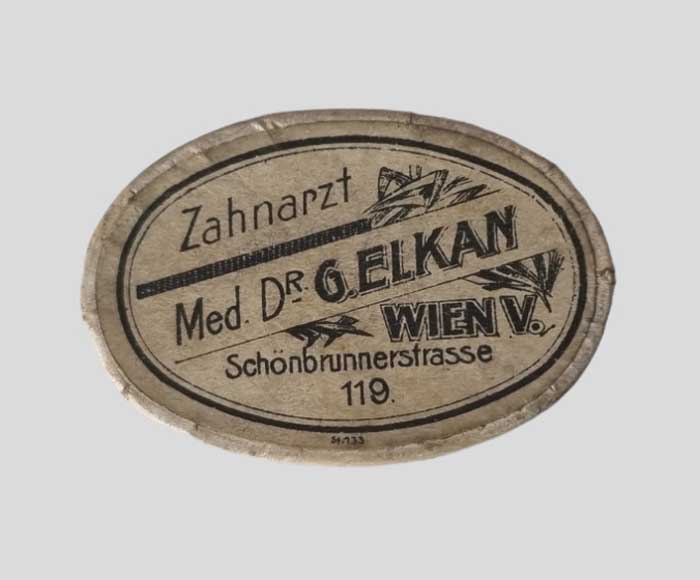 Zahnarzt
Med. DR. G. ELKAN
WIEN V.
Schönbrunnerstrasse
119.